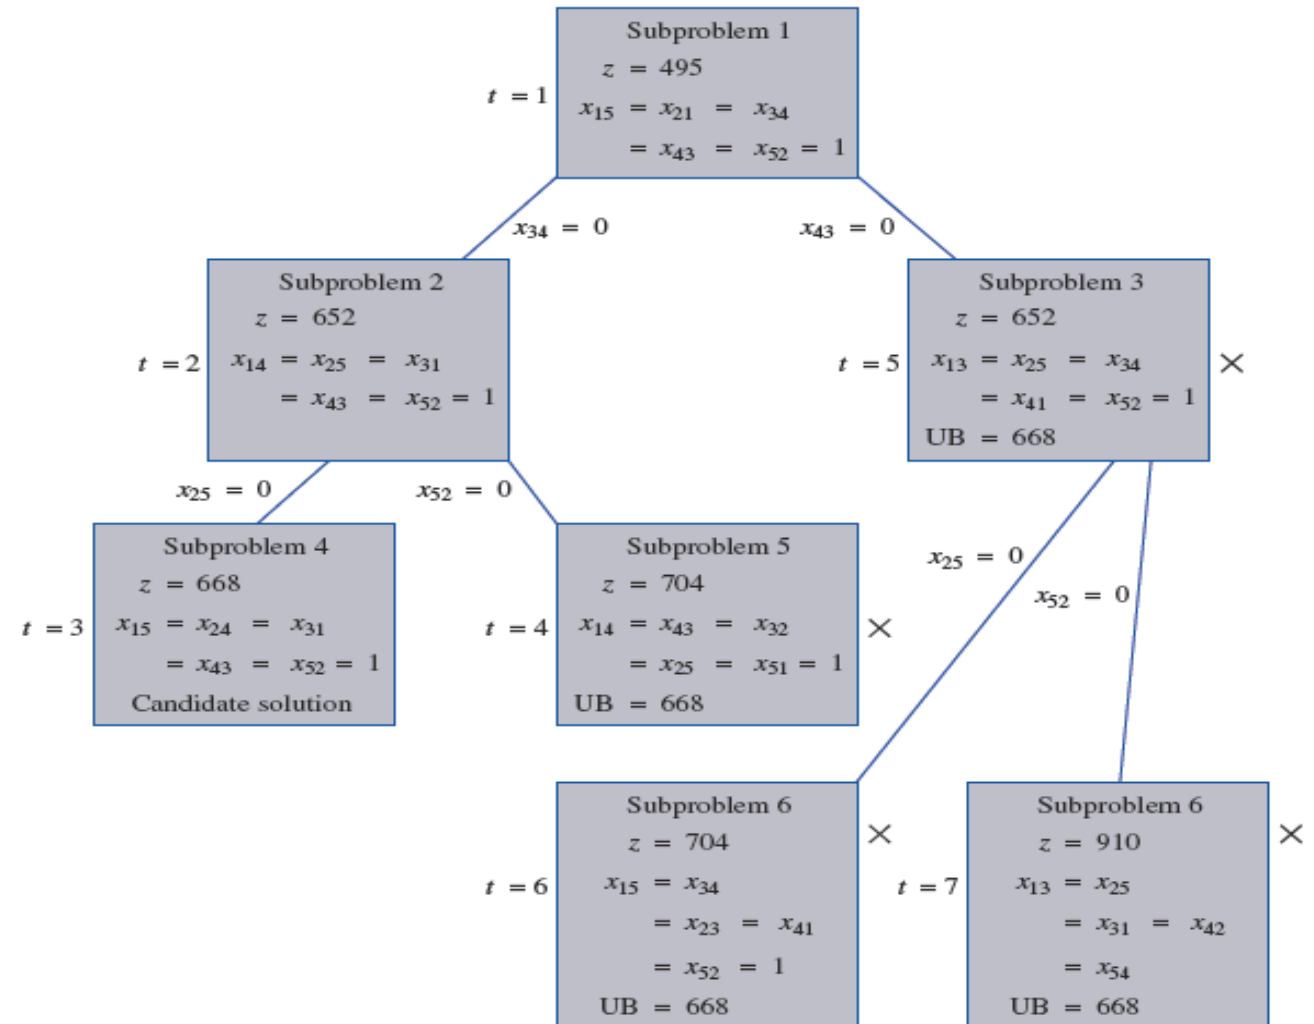 Subproblem 1
z = 495
t = 1
x15 = x21 = x34
= x43 = x52 = 1
x34 = 0
x43 = 0
Subproblem 2
z = 652
t = 2
x14 = x25 = x31
= x43 = x52 = 1
Subproblem 3
z = 652
t = 5
x13 = x25 = x34
×
= x41 = x52 = 1
UB = 668
x25 = 0
x52 = 0
Subproblem 4
z = 668
t = 3
x15 = x24 = x31
= x43 = x52 = 1
Candidate solution
Subproblem 5
z = 704
t = 4
x14 = x43 = x32
×
= x25 = x51 = 1
UB = 668
x25 = 0
x52 = 0
Subproblem 6
z = 704
×
t = 6
x15 = x34
= x23 = x41
= x52 = 1
UB = 668
Subproblem 6
z = 910
×
t = 7
x13 = x25
= x31 = x42
= x54
UB = 668